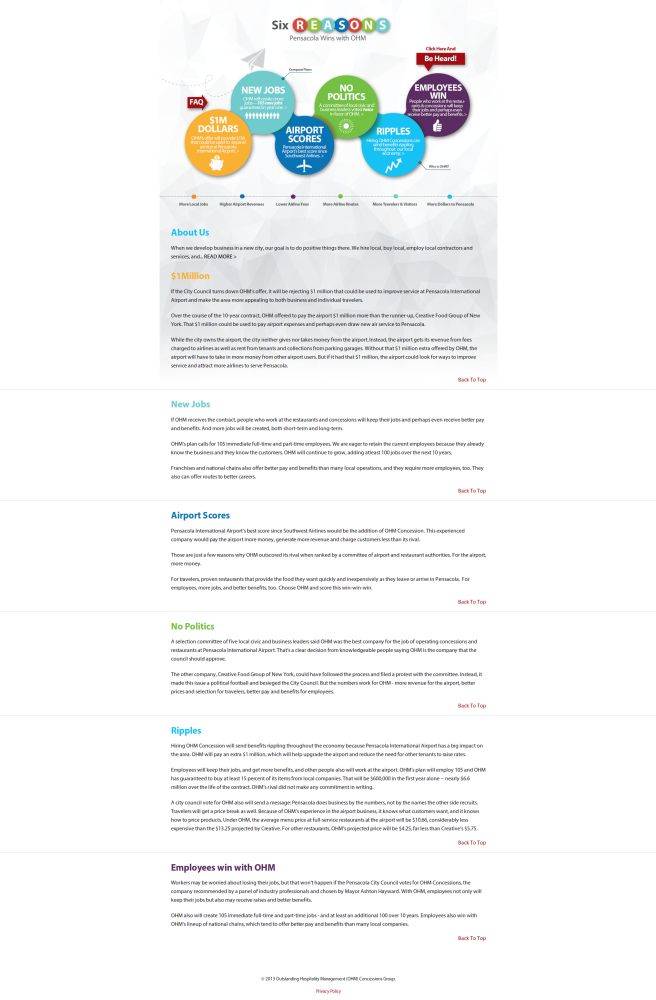 Six REASONS
Pensacola Wins with OHM
Click Here And
Be Heard!
Compare Plans
FAQ
NEW JOBS
OHM will create more
jobs — 105 new jobs
guaranteed in year one. >
NO
POLITICS
A committee of local civic and
business leaders voted twice
in favor of OHM. >
EMPLOYEES
WIN
People who work at the restau-
rants & concessions will keep
their jobs and perhaps even
receive better pay and benefits. >
$1M
DOLLARS
International Airport. >
AIRPORT
SCORES
Pensacola International
Airport's best score since
Southwest Airlines. >
RIPPLES
Hiring OHM Concessions can
send benefits rippling
throughout our local
economy. >
Who is OHM?
More Local Jobs
Higher Airport Revenues
Lower Airline Fees
More Airline Routes
More Travelers & Visitors
More Dollars to Pensacola
About Us
When we develop business in a new city, our goal is to do positive things there. We hire local, buy local, employ local contractors and
services, and... READ MORE >
$1Million
If the City Council turns down OHM's offer, it will be rejecting $1 million that could be used to improve service at Pensacola International
Airport and make the area more appealing to both business and individual travelers.
Over the course of the 10-year contract, OHM offered to pay the airport $1 million more than the runner-up, Creative Food Group of New
York. That $1 million could be used to pay airport expenses and perhaps even draw new air service to Pensacola.
While the city owns the airport, the city neither gives nor takes money from the airport. Instead, the airport gets its revenue from fees
charged to airlines as well as rent from tenants and collections from parking garages. Without that $1 million extra offered by OHM, the
airport will have to take in more money from other airport users. But if it had that $1 million, the airport could look for ways to improve
service and attract more airlines to serve Pensacola.
Back To Top
New Jobs
If OHM receives the contract, people who work at the restaurants and concessions will keep their jobs and perhaps even receive better pay
and benefits. And more jobs will be created, both short-term and long-term.
OHM's plan calls for 105 immediate full-time and part-time employees. We are eager to retain the current employees because they already
know the business and they know the customers. OHM will continue to grow, adding atleast 100 jobs over the next 10 years.
Franchises and national chains also offer better pay and benefits than many local operations, and they require more employees, too. They
also can offer routes to better careers.
Back To Top
Airport Scores
Pensacola International Airport's best score since Southwest Airlines would be the addition of OHM Concession. This experienced
company would pay the airport more money, generate more revenue and charge customers less than its rival.
Those are just a few reasons why OHM outscored its rival when ranked by a committee of airport and restaurant authorities. For the airport,
more money.
For travelers, proven restaurants that provide the food they want quickly and inexpensively as they leave or arrive in Pensacola. For
employees, more jobs, and better benefits, too. Choose OHM and score this win-win-win.
Back To Top
No Politics
A selection committee of five local civic and business leaders said OHM was the best company for the job of operating concessions and
restaurants at Pensacola International Airport. That's a clear decision from knowledgeable people saying OHM is the company that the
council should approve.
The other company, Creative Food Group of New York, could have followed the process and filed a protest with the committee. Instead, it
made this issue a political football and besieged the City Council. But the numbers work for OHM - more revenue for the airport, better
prices and selection for travelers, better pay and benefits for employees.
Back To Top
Ripples
Hiring OHM Concession will send benefits rippling throughout the economy because Pensacola International Airport has a big impact on
the area. OHM will pay an extra $1 million, which will help upgrade the airport and reduce the need for other tenants to raise rates.
Employees will keep their jobs, and get more benefits, and other people also will work at the airport. OHM's plan will employ 105 and OHM
has guaranteed to buy at least 15 percent of its items from local companies. That will be $600,000 in the first year alone -- nearly $6.6
million over the life of the contract. OHM's rival did not make any commitment in writing.
A city council vote for OHM also will send a message: Pensacola does business by the numbers, not by the names the other side recruits.
Travelers will get a price break as well. Because of OHM's experience in the airport business, it knows what customers want, and it knows
how to price products. Under OHM, the average menu price at full-service restaurants at the airport will be $10.66, considerably less
expensive than the $13.25 projected by Creative. For other restaurants, OHM's projected price will be $4.25, far less than Creative's $5.75.
Back To Top
Employees win with OHM
Workers may be worried about losing their jobs, but that won't happen if the Pensacola City Council votes for OHM Concessions, the
company recommended by a panel of industry professionals and chosen by Mayor Ashton Hayward. With OHM, employees not only will
keep their jobs but also may receive raises and better benefits.
OHM also will create 105 immediate full-time and part-time jobs - and at least an additional 100 over 10 years. Employees also win with
OHM's lineup of national chains, which tend to offer better pay and benefits than many local companies.
Back To Top
© 2013 Outstanding Hospitality Management (OHM) Concessions Group.
Privacy Policy